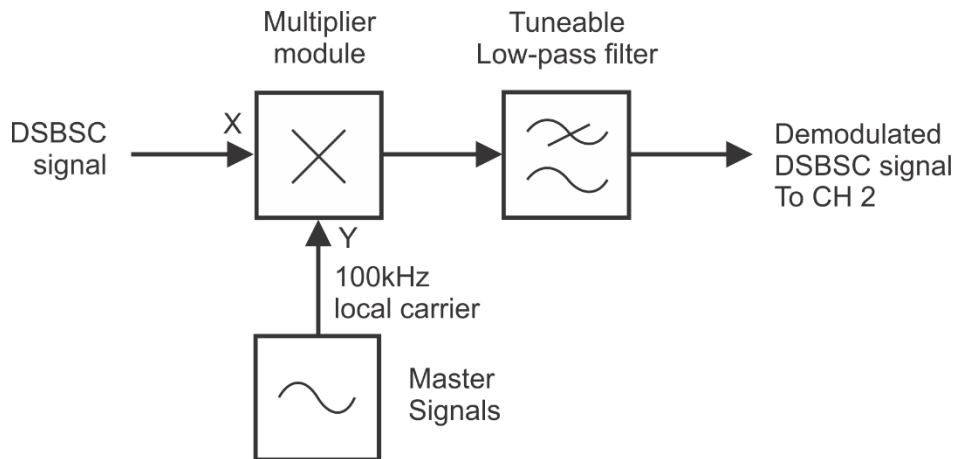 Multiplier
module
Tuneable
Low-pass filter
DSBSC
signal
X
Demodulated
DSBSC signal
To CH 2
Y
100kHz
local carrier
Master
Signals